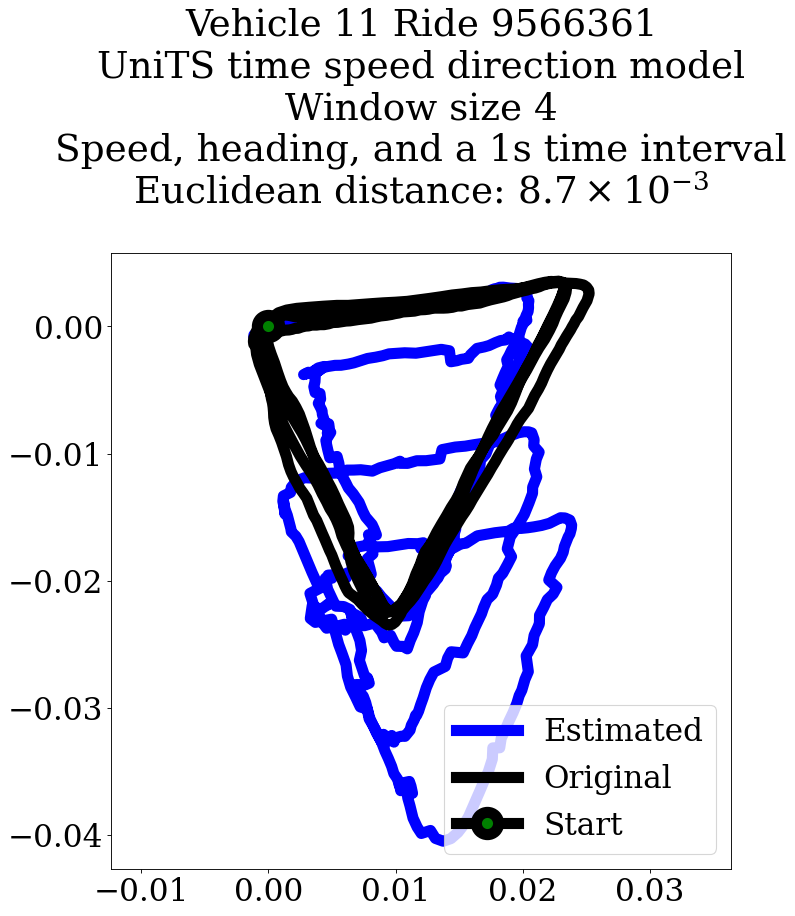 Vehicle 11 Ride 9566361
UniTS time speed direction model
Window size 4
Speed, heading, and a 1s time interval
Euclidean distance: 8.7 × 10⁻³
0.00
−0.01
−0.02
−0.03
−0.04
Estimated
Original
Start
−0.01 0.00 0.01 0.02 0.03